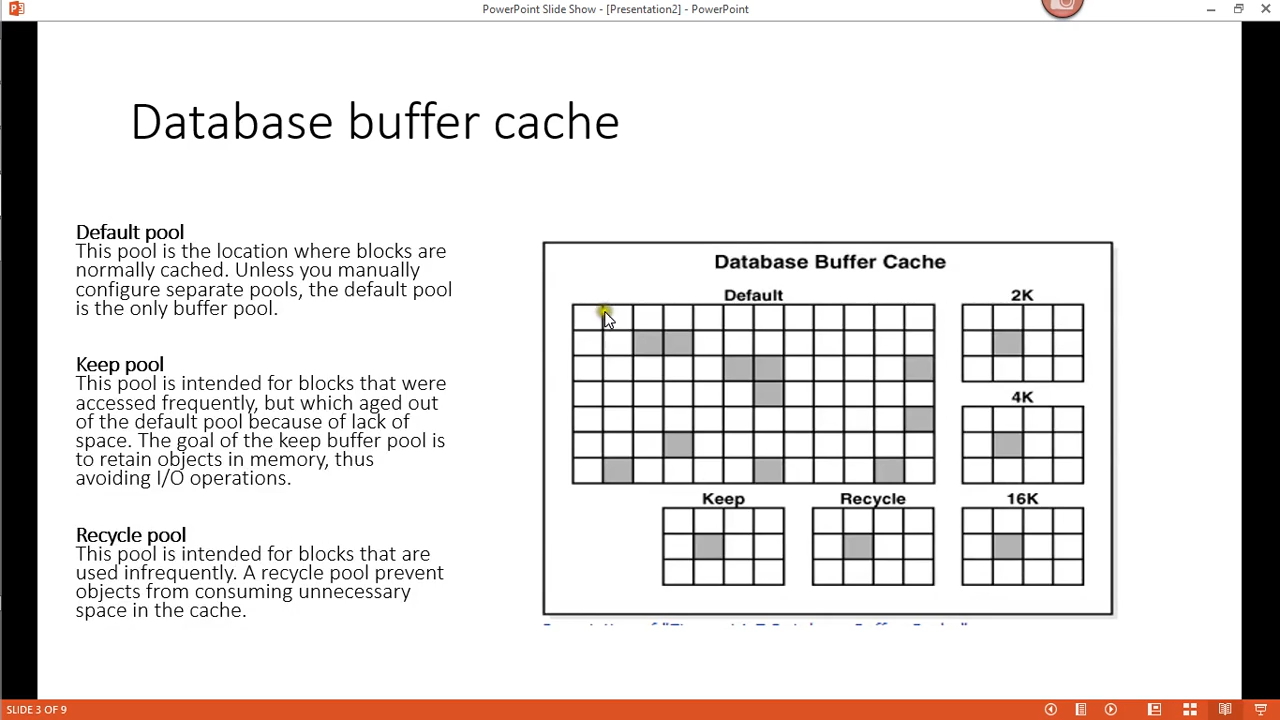 PowerPoint Slide Show - [Presentation2] - PowerPoint
Database buffer cache
Default pool
This pool is the location where blocks are
normally cached. Unless you manually
configure separate pools, the default pool
is the only buffer pool.
Keep pool
This pool is intended for blocks that were
accessed frequently, but which aged out
of the default pool because of lack of
space. The goal of the keep buffer pool is
to retain objects in memory, thus
avoiding I/O operations.
Recycle pool
This pool is intended for blocks that are
used infrequently. A recycle pool prevent
objects from consuming unnecessary
space in the cache.
Database Buffer Cache
Default
2K
4K
Keep
Recycle
16K
SLIDE 3 OF 9